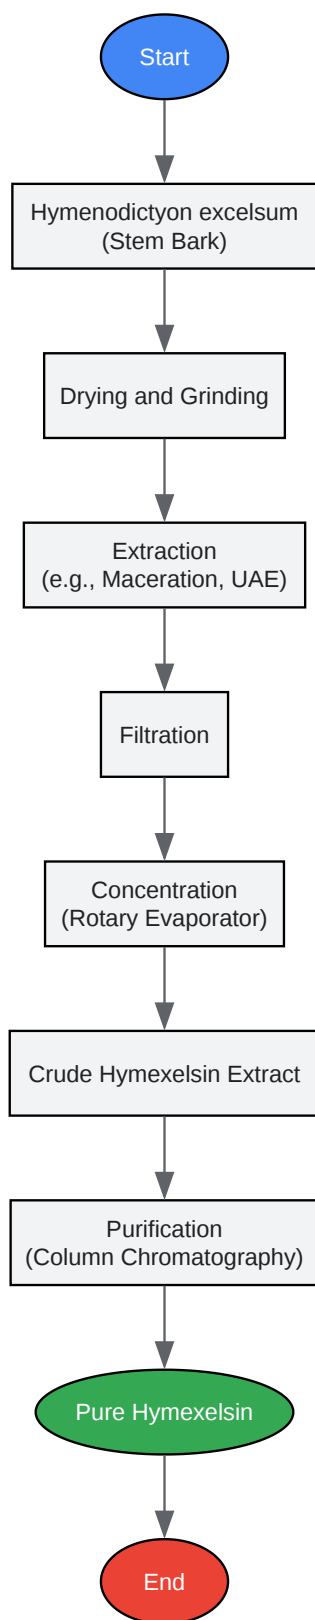 Start
Hymenodictyon excelsum
(Stem Bark)
Drying and Grinding
Extraction
(e.g., Maceration, UAE)
Filtration
Concentration
(Rotary Evaporator)
Crude Hymexelsin Extract
Purification
(Column Chromatography)
Pure Hymexelsin
End